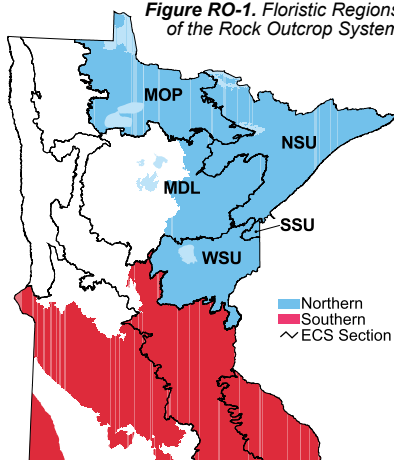 Figure RO-1. Floristic Regions
of the Rock Outcrop System
MOP
NSU
MDL
SSU
WSU
Northern
Southern
ECS Section